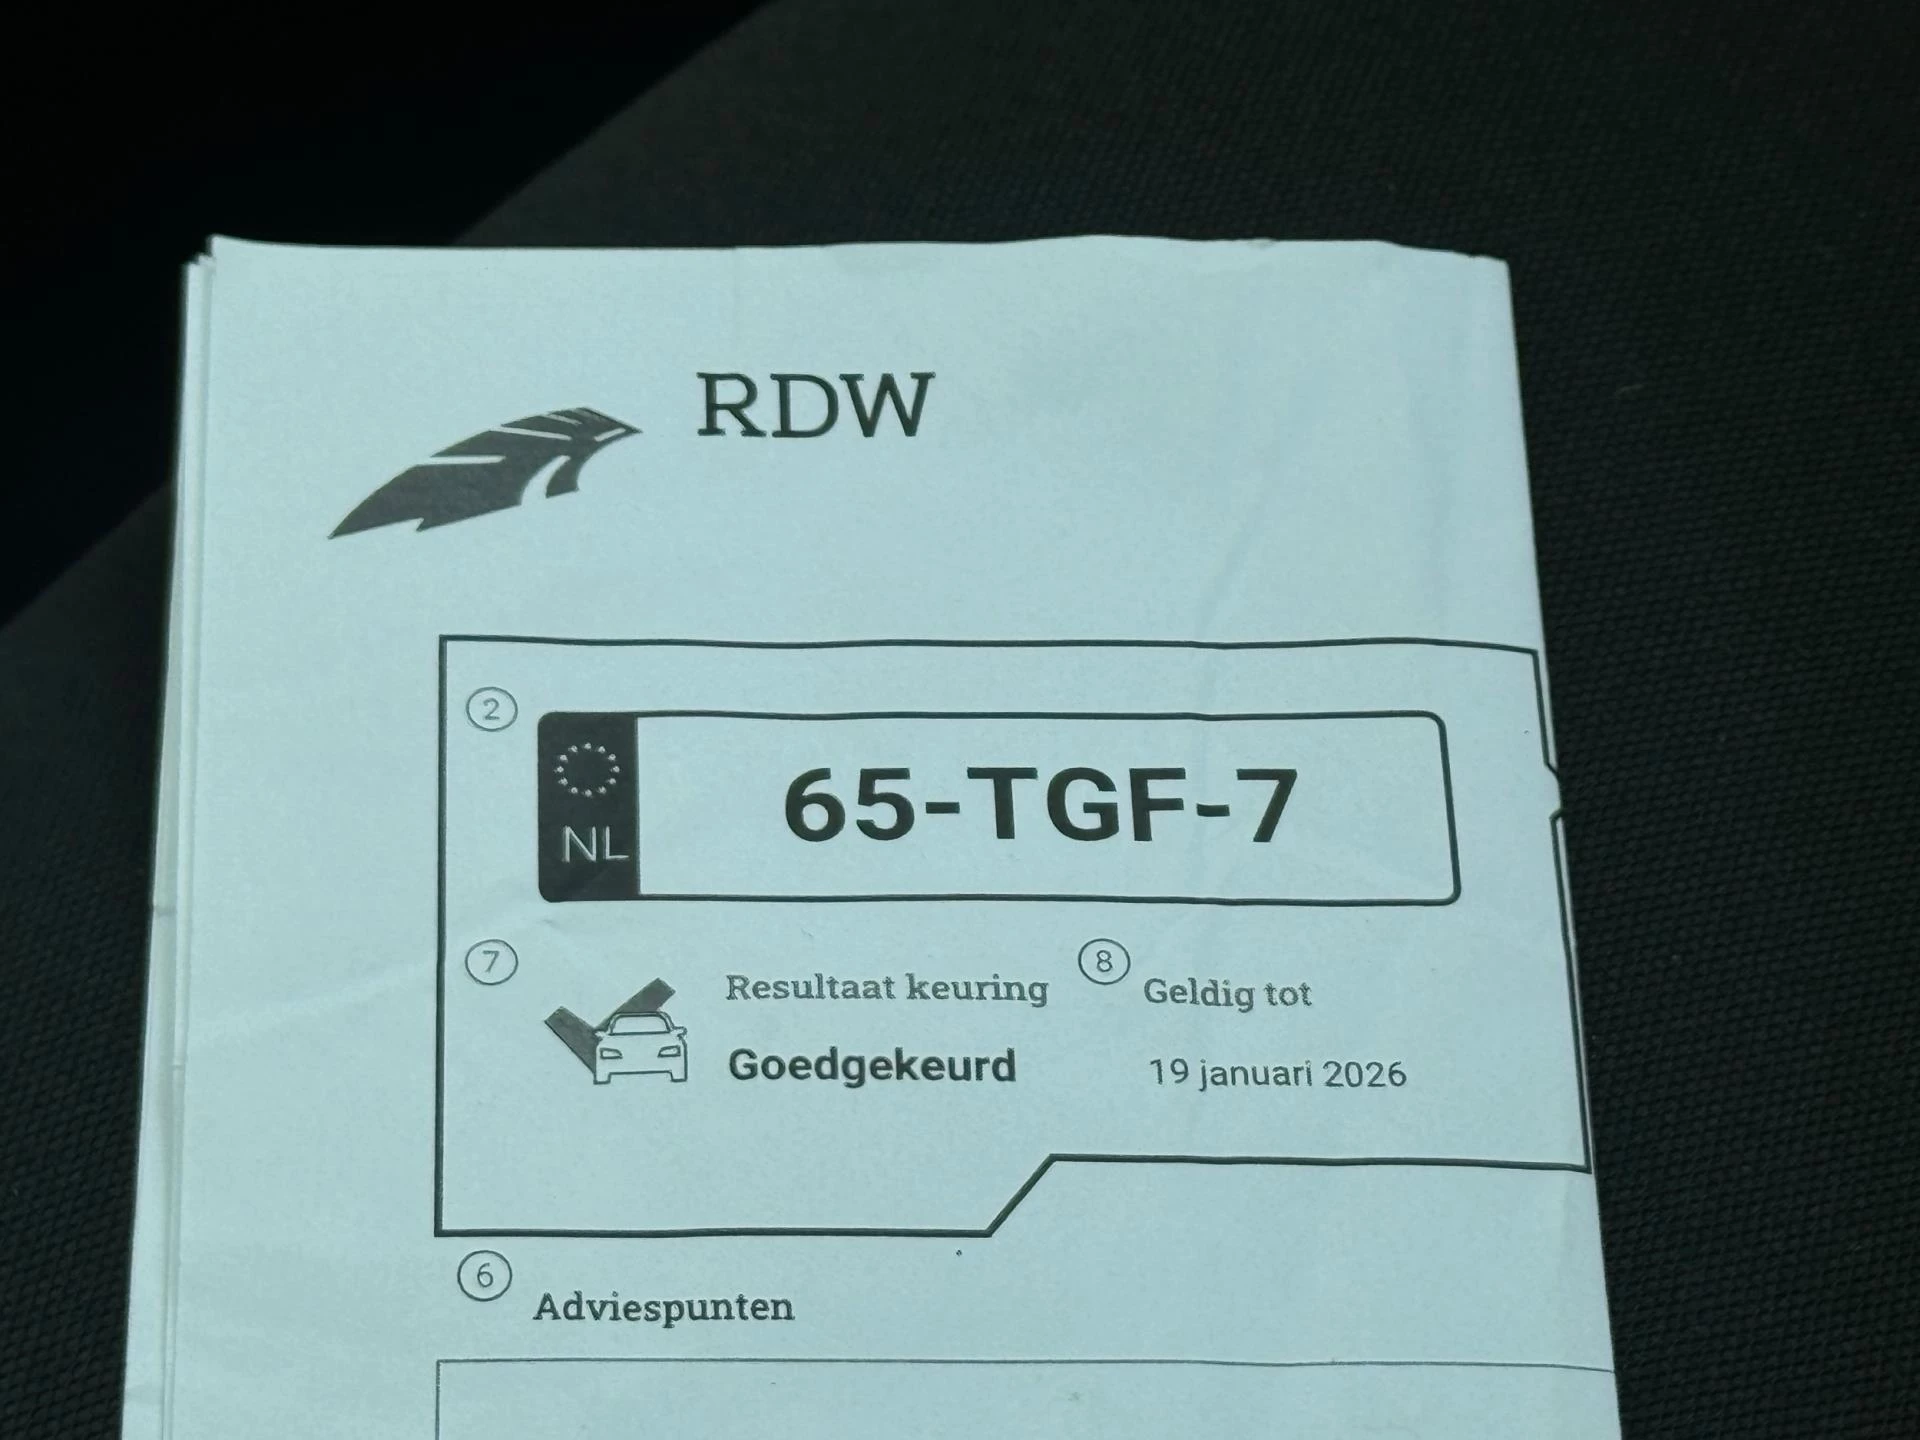 RDW
2
NL
65-TGF-7
7
Resultaat keuring
Goedgekeurd
8
Geldig tot
19 januari 2026
6
Adviespunten